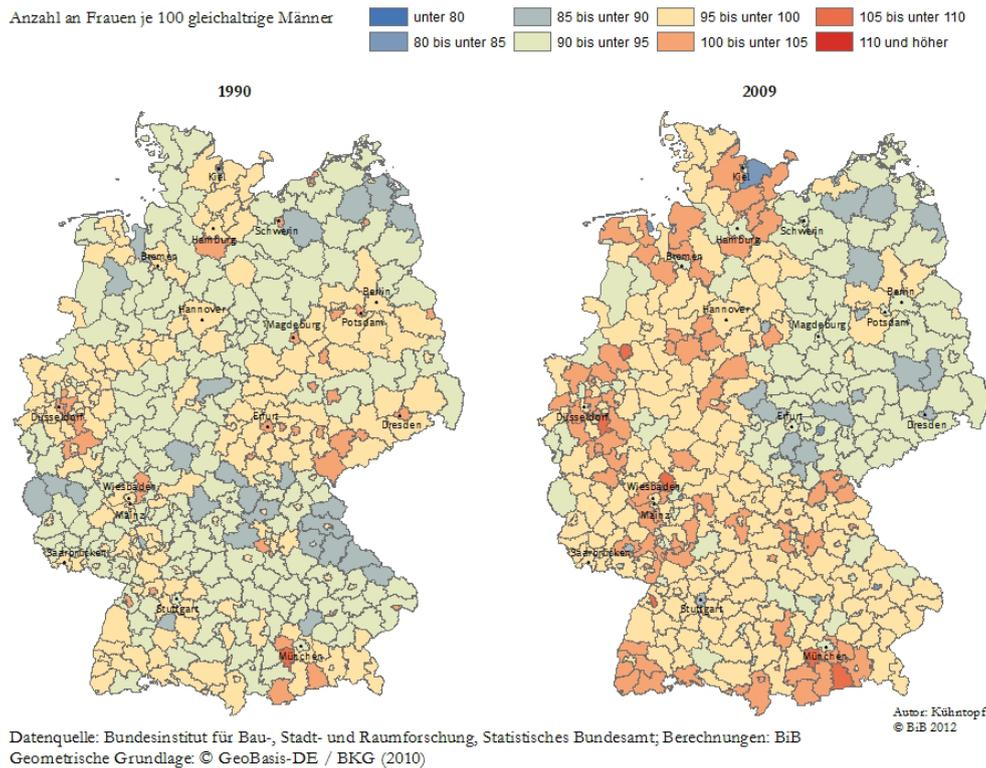 Anzahl an Frauen je 100 gleichaltrige Männer
unter 80
85 bis unter 90
95 bis unter 100
105 bis unter 110
80 bis unter 85
90 bis unter 95
100 bis unter 105
110 und höher
1990
2009
Kiel
Schwerin
Hamburg
Bremen
Berlin
Hannover
Potsdam
Magdeburg
Düsseldorf
Erfurt
Dresden
Wiesbaden
Mainz
Saarbrücken
Stuttgart
München
Kiel
Schwerin
Hamburg
Bremen
Berlin
Hannover
Potsdam
Magdeburg
Düsseldorf
Erfurt
Dresden
Wiesbaden
Mainz
Saarbrücken
Stuttgart
München
Autor: Kühntopf
© BiB 2012
Datenquelle: Bundesinstitut für Bau-, Stadt- und Raumforschung, Statistisches Bundesamt; Berechnungen: BiB
Geometrische Grundlage: © GeoBasis-DE / BKG (2010)